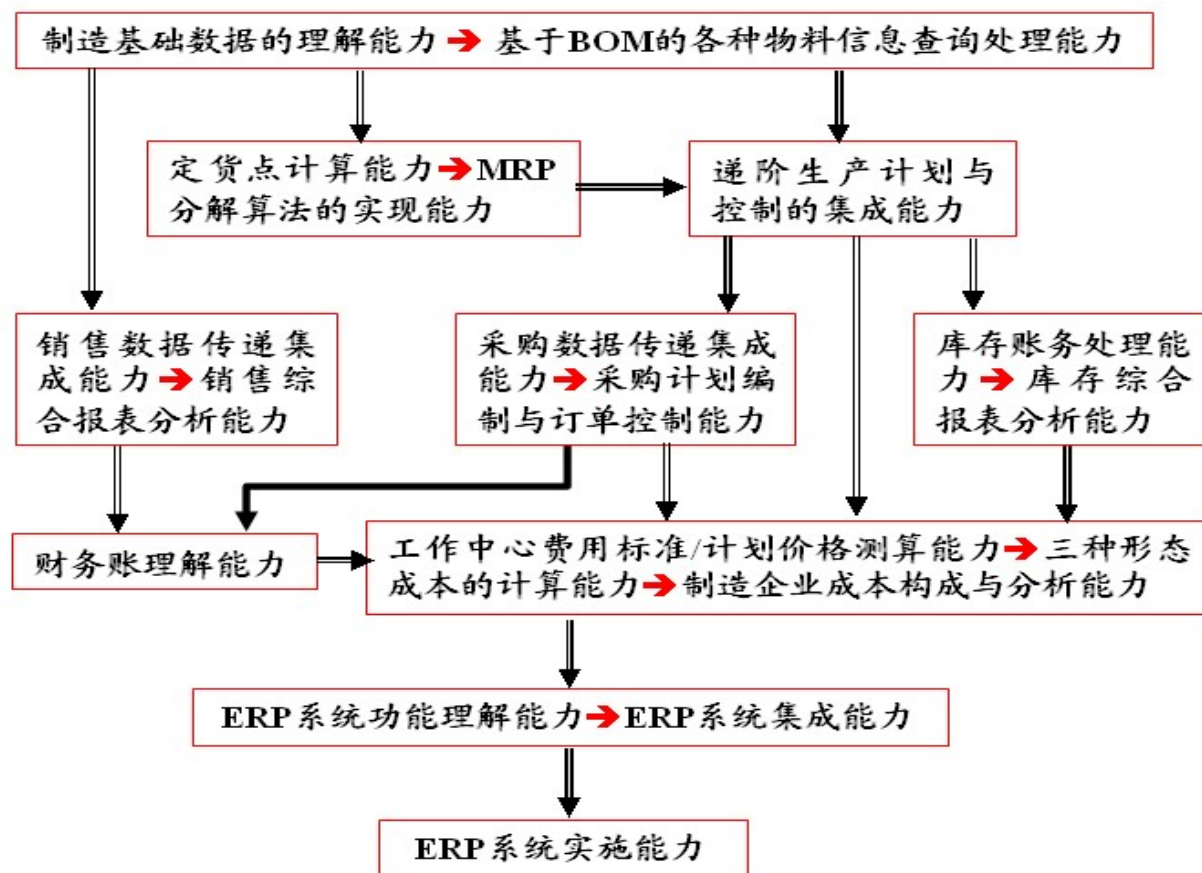 制造基础数据的理解能力➔基于BOM的各种物料信息查询处理能力
定货点计算能力➔MRP
分解算法的实现能力
递阶生产计划与
控制的集成能力
销售数据传递集
成能力➔销售综
合报表分析能力
采购数据传递集成
能力➔采购计划编
制与订单控制能力
库存账务处理能
力➔库存综合
报表分析能力
财务账理解能力
工作中心费用标准/计划价格测算能力➔三种形态
成本的计算能力➔制造企业成本构成与分析能力
ERP系统功能理解能力➔ERP系统集成能力
ERP系统实施能力